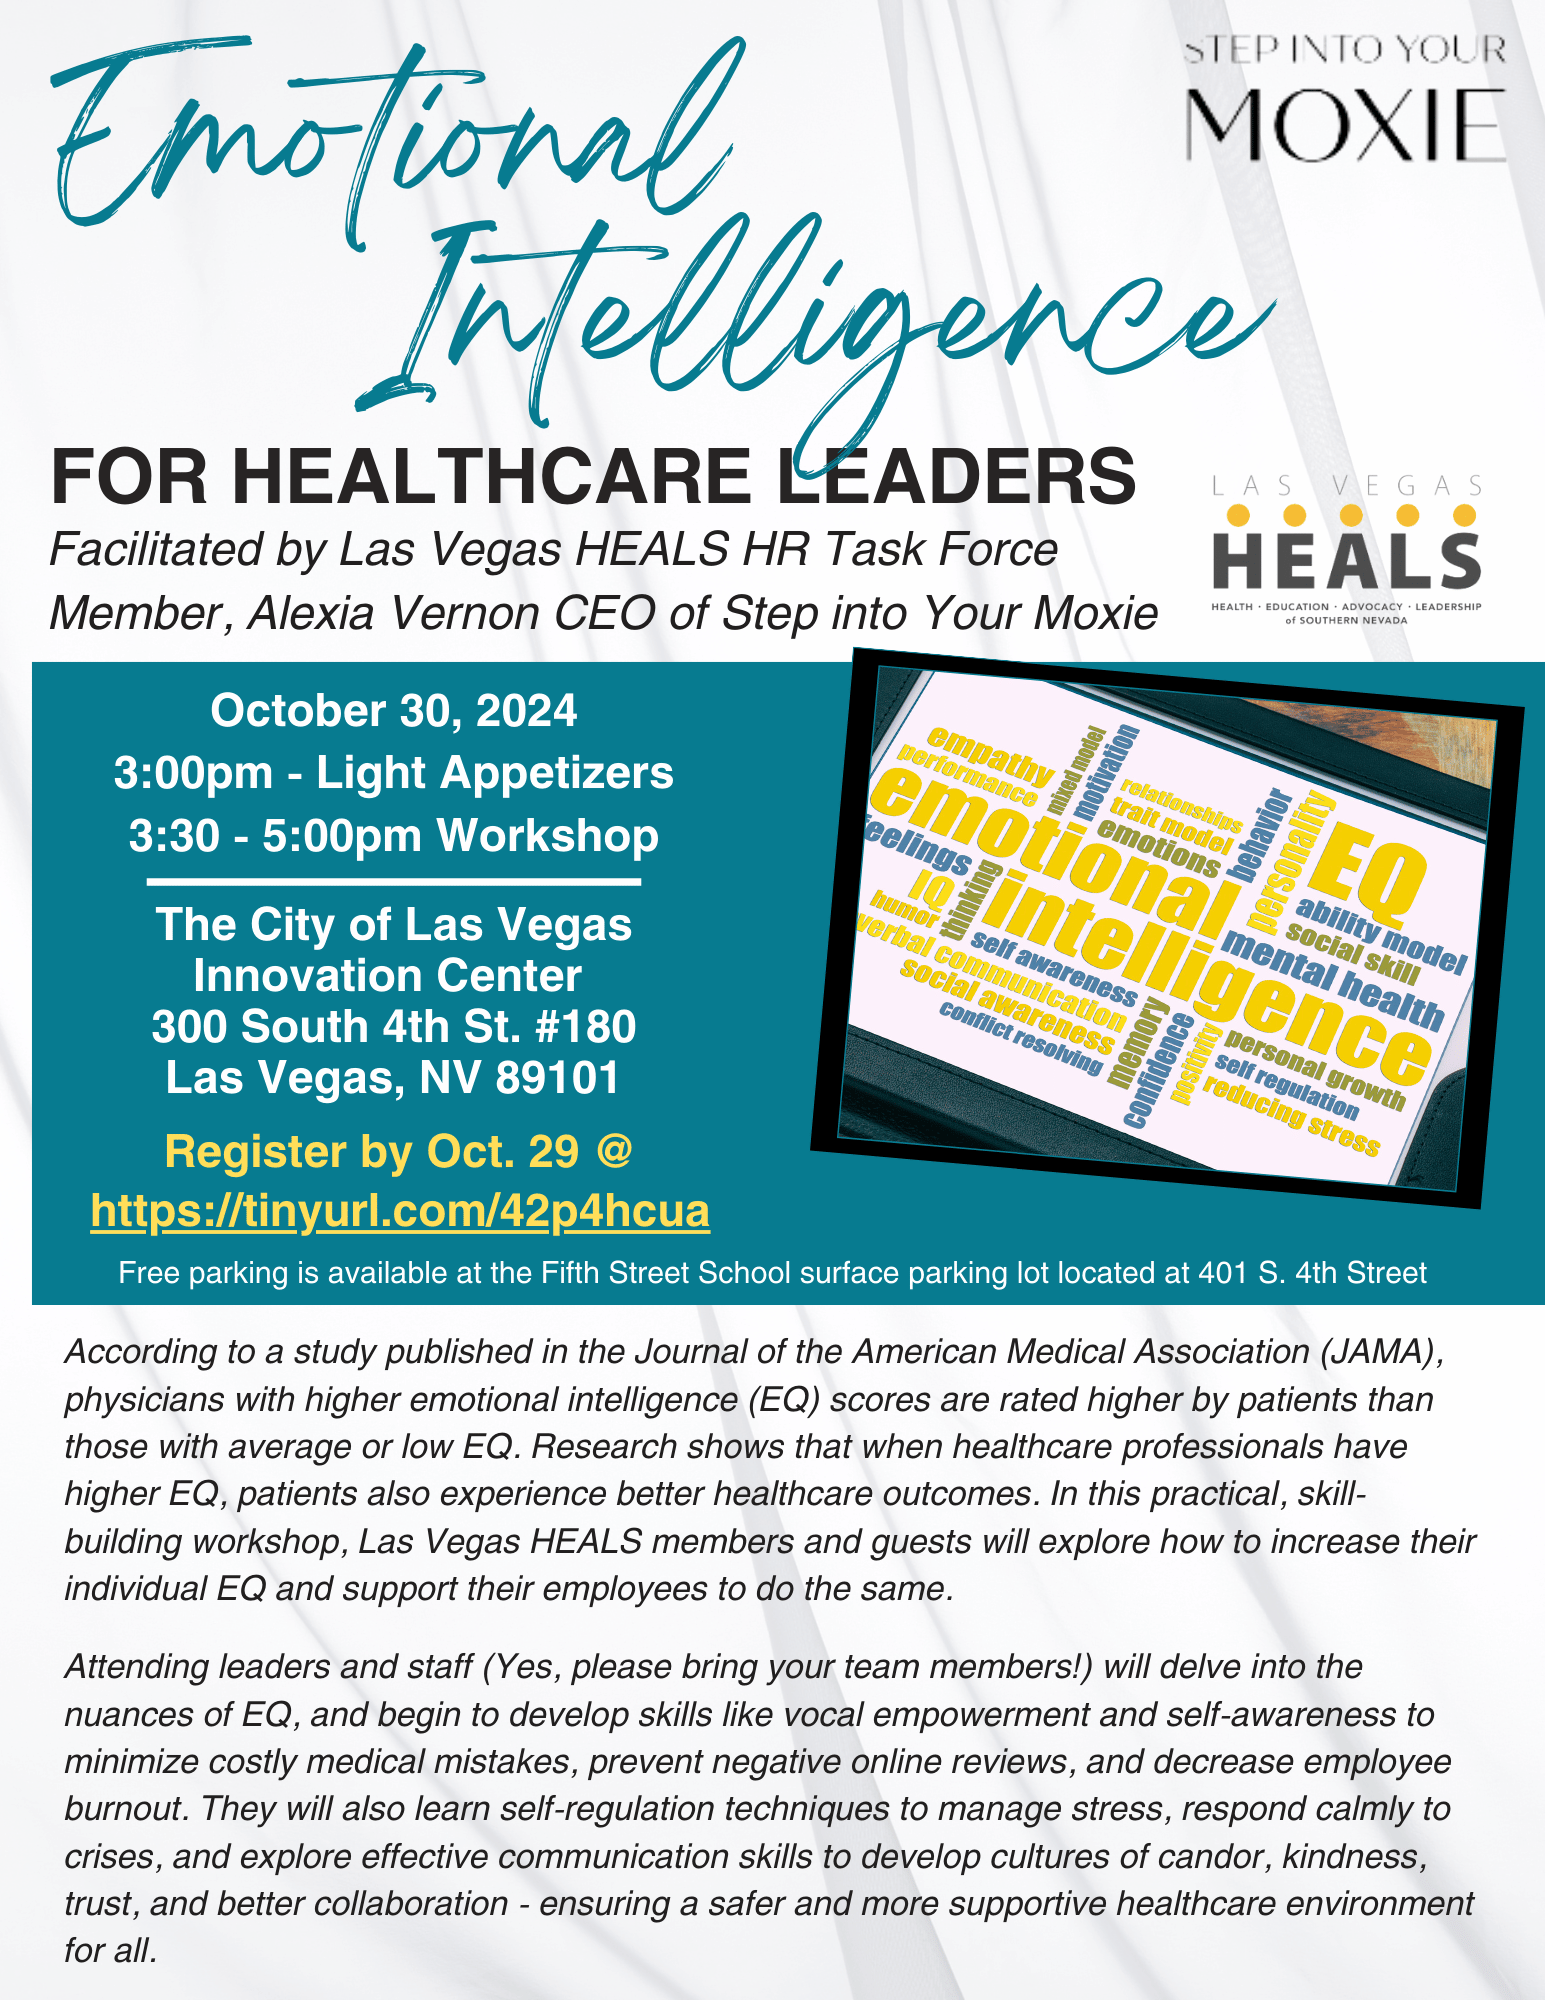 Emotional
Intelligence
STEP INTO YOUR
MOXIE
FOR HEALTHCARE LEADERS
Facilitated by Las Vegas HEALS HR Task Force
Member, Alexia Vernon CEO of Step into Your Moxie
LAS VEGAS
HEALS
HEALTH · EDUCATION · ADVOCACY · LEADERSHIP
of SOUTHERN NEVADA
October 30, 2024
3:00pm - Light Appetizers
3:30 - 5:00pm Workshop
The City of Las Vegas
Innovation Center
300 South 4th St. #180
Las Vegas, NV 89101
Register by Oct. 29 @
https://tinyurl.com/42p4hcua
empathy
performance
mixed model
motivation
relationships
trait model
emotions
behavior
personality
EQ
emotional
feelings
IQ
humor
thinking
intelligence
ability model
social skill
mental health
verbal communication
self awareness
social awareness
conflict resolving
memory
confidence
positivity
personal growth
self regulation
reducing stress
Free parking is available at the Fifth Street School surface parking lot located at 401 S. 4th Street
According to a study published in the Journal of the American Medical Association (JAMA),
physicians with higher emotional intelligence (EQ) scores are rated higher by patients than
those with average or low EQ. Research shows that when healthcare professionals have
higher EQ, patients also experience better healthcare outcomes. In this practical, skill-
building workshop, Las Vegas HEALS members and guests will explore how to increase their
individual EQ and support their employees to do the same.
Attending leaders and staff (Yes, please bring your team members!) will delve into the
nuances of EQ, and begin to develop skills like vocal empowerment and self-awareness to
minimize costly medical mistakes, prevent negative online reviews, and decrease employee
burnout. They will also learn self-regulation techniques to manage stress, respond calmly to
crises, and explore effective communication skills to develop cultures of candor, kindness,
trust, and better collaboration - ensuring a safer and more supportive healthcare environment
for all.